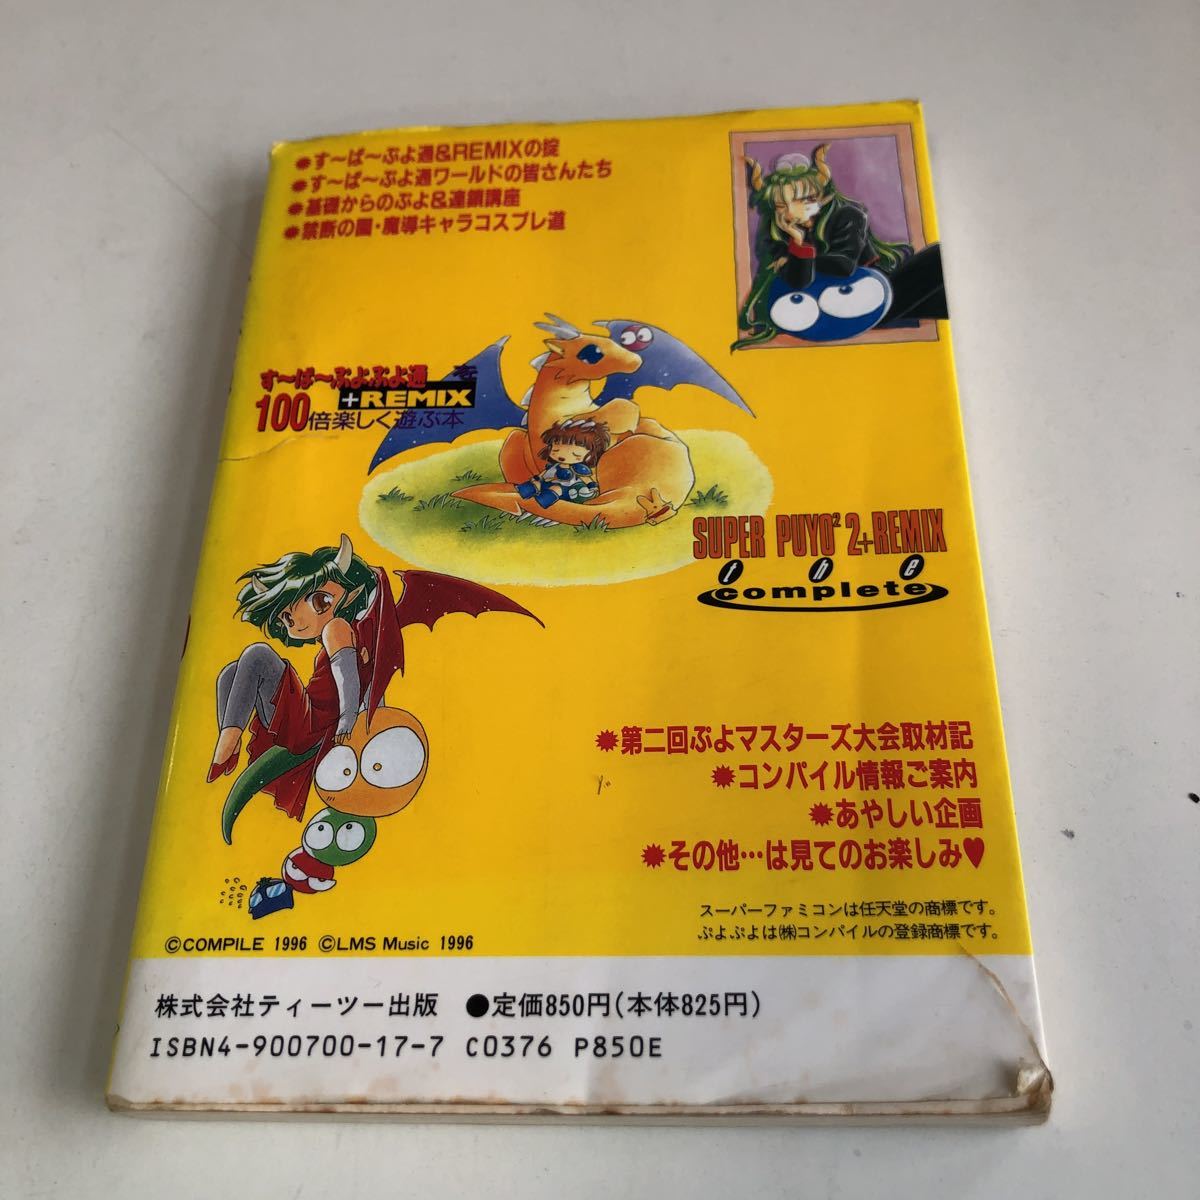 ✹す〜ぱ〜ぷよ通&REMIXの掟
✹す〜ぱ〜ぷよ通ワールドの皆さんたち
✹基礎からのぷよ&連鎖講座
✹禁断の園・魔導キャラコスプレ道
す〜ぱ〜ぷよぷよ通を
+REMIX
100倍楽しく遊ぶ本
SUPER PUYO² 2+REMIX
the
complete
✹第二回ぷよマスターズ大会取材記
✹コンパイル情報ご案内
✹あやしい企画
✹その他…は見てのお楽しみ♥
スーパーファミコンは任天堂の商標です。
ぷよぷよは㈱コンパイルの登録商標です。
©COMPILE 1996 ©LMS Music 1996
株式会社ティーツー出版 ●定価850円(本体825円)
ISBN4-900700-17-7 C0376 P850E